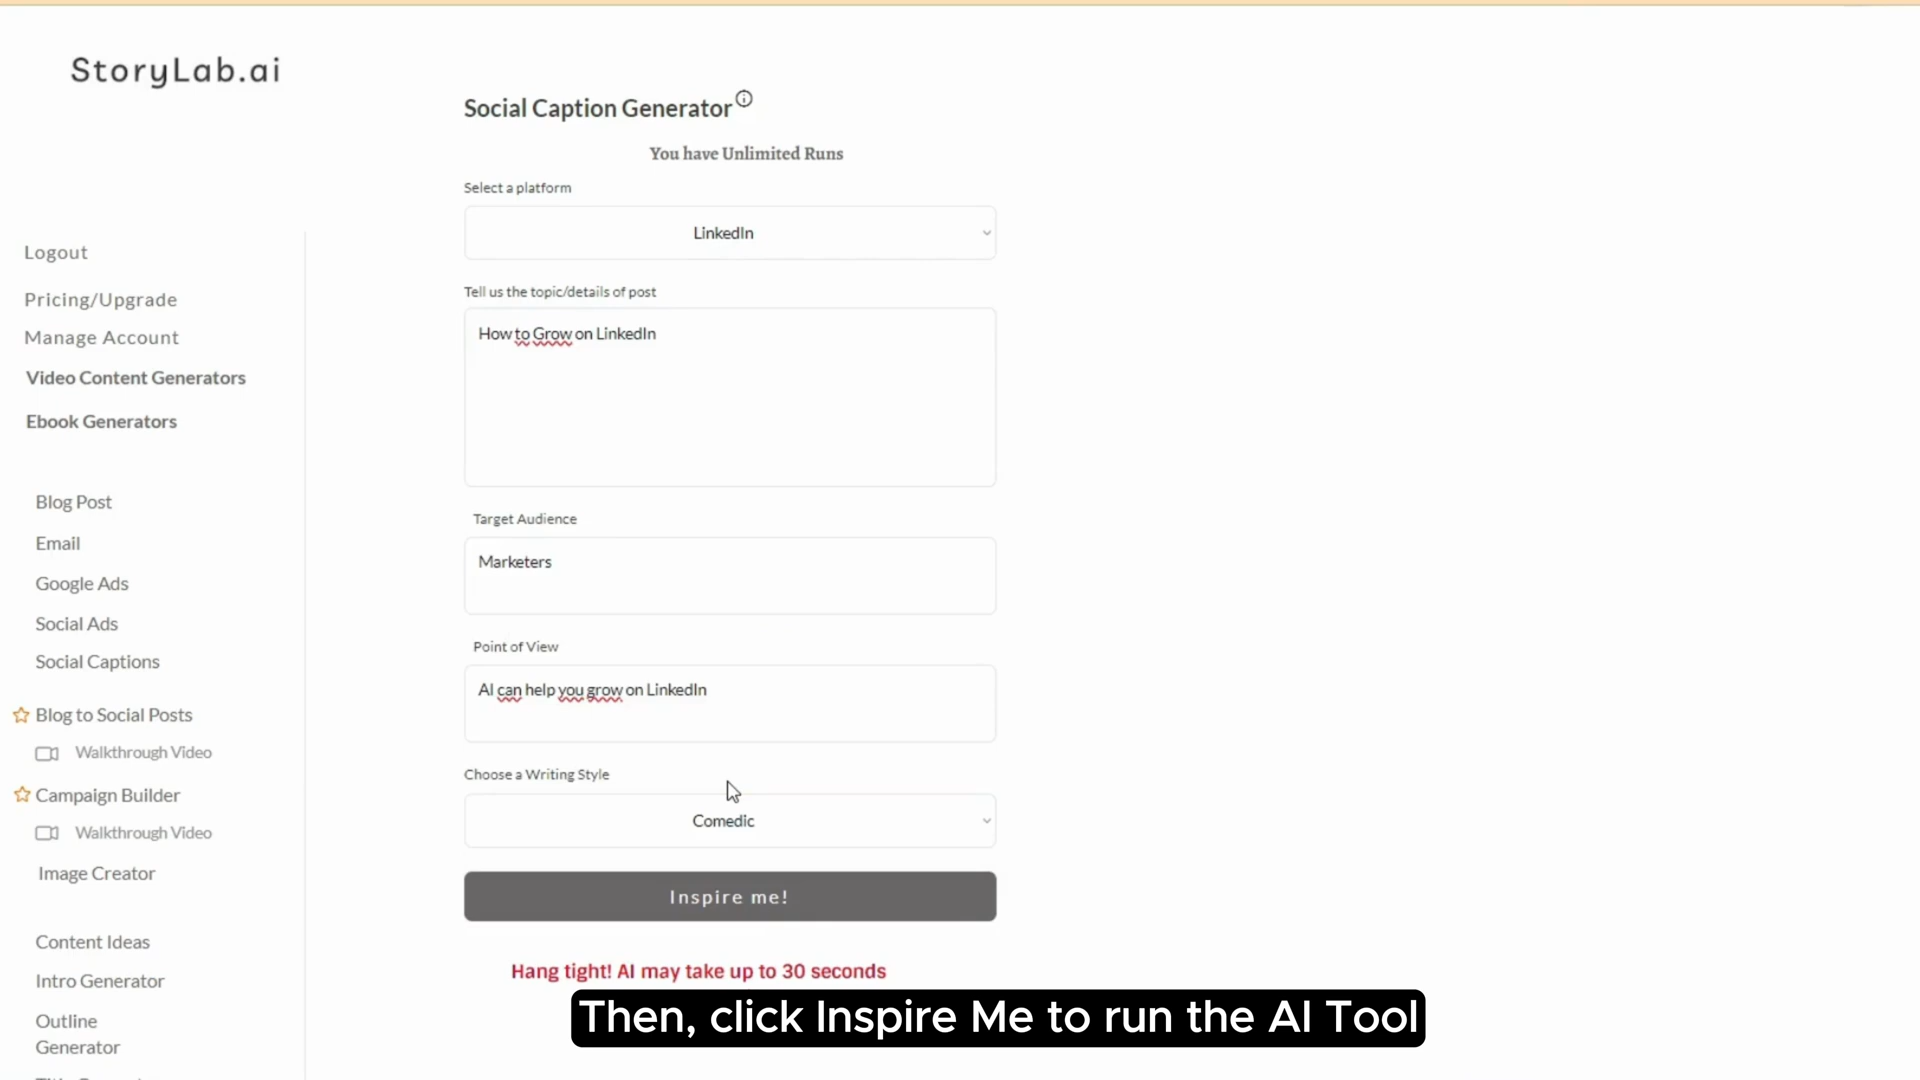 StoryLab.ai
Logout
Pricing/Upgrade
Manage Account
Video Content Generators
Ebook Generators
Blog Post
Email
Google Ads
Social Ads
Social Captions
Blog to Social Posts
Walkthrough Video
Campaign Builder
Walkthrough Video
Image Creator
Content Ideas
Intro Generator
Outline
Generator
Social Caption Generator
You have Unlimited Runs
Select a platform
LinkedIn
Tell us the topic/details of post
How to Grow on LinkedIn
Target Audience
Marketers
Point of View
AI can help you grow on LinkedIn
Choose a Writing Style
Comedic
Inspire me!
Hang tight! AI may take up to 30 seconds
Then, click Inspire Me to run the AI Tool